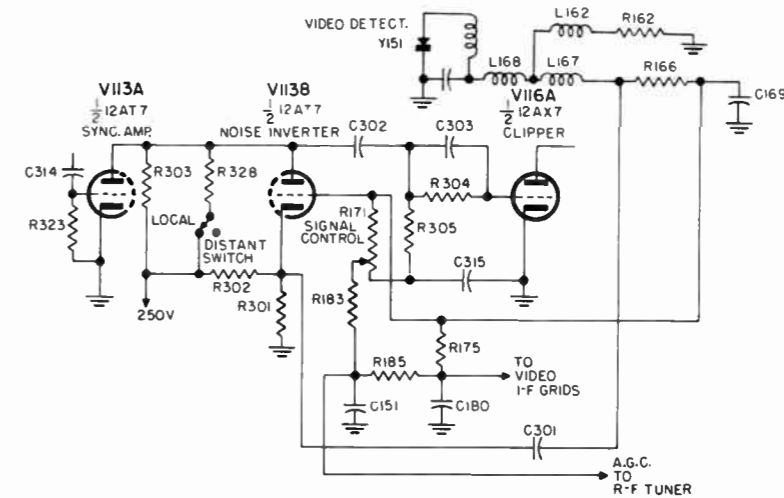 VIDEO DETECT.
Y151
L162
R162
L168
L167
R166
C169
V113A
1/2 12AT7
SYNC. AMP.
V113B
1/2 12AT7
NOISE INVERTER
V116A
1/2 12AX7
CLIPPER
C302
C303
C314
R303
R328
R304
R323
LOCAL
R171
SIGNAL
CONTROL
R305
DISTANT
SWITCH
C315
R302
R301
250V
R183
R175
R185
TO
VIDEO
I-F GRIDS
C151
C180
C301
A.G.C.
TO
R-F TUNER